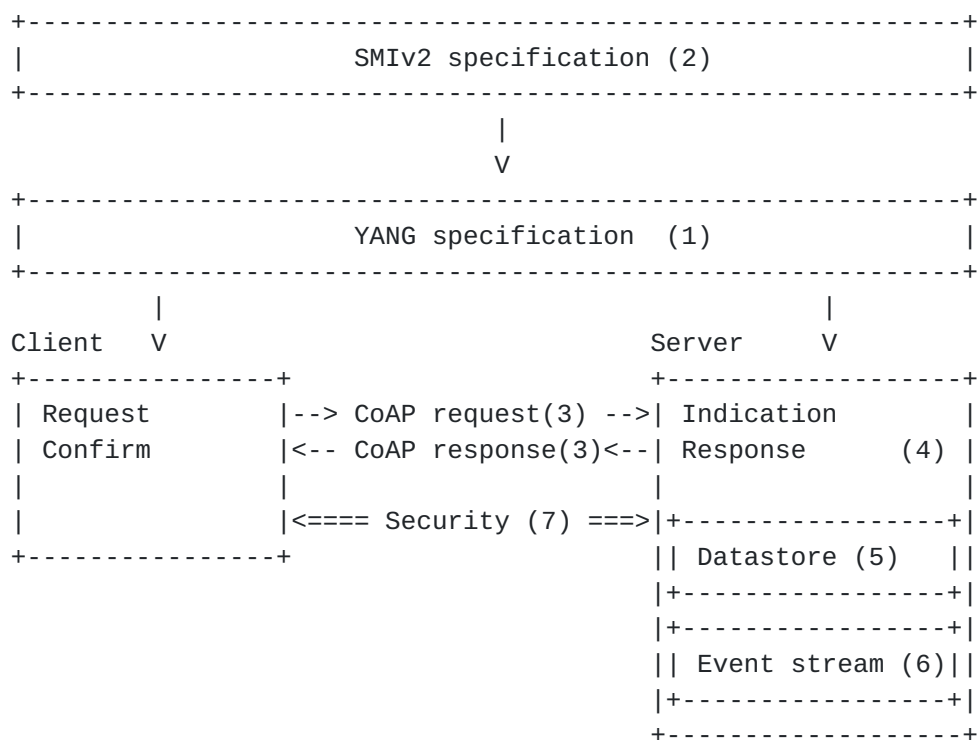 +--------------------------------------------------------------+
|                     SMIv2 specification (2)                  |
+--------------------------------------------------------------+
                                |
                                V
+--------------------------------------------------------------+
|                     YANG specification  (1)                  |
+--------------------------------------------------------------+
         |                                            |
Client   V                                Server      V
+----------------+                        +--------------------+
| Request        |--> CoAP request(3) -->| Indication         |
| Confirm        |<-- CoAP response(3)<--| Response       (4) |
|                |                        |                    |
|                |<==== Security (7) ===>|+------------------+|
+----------------+                        || Datastore (5)   ||
                                          |+------------------+|
                                          |+------------------+|
                                          || Event stream (6)||
                                          |+------------------+|
                                          +--------------------+